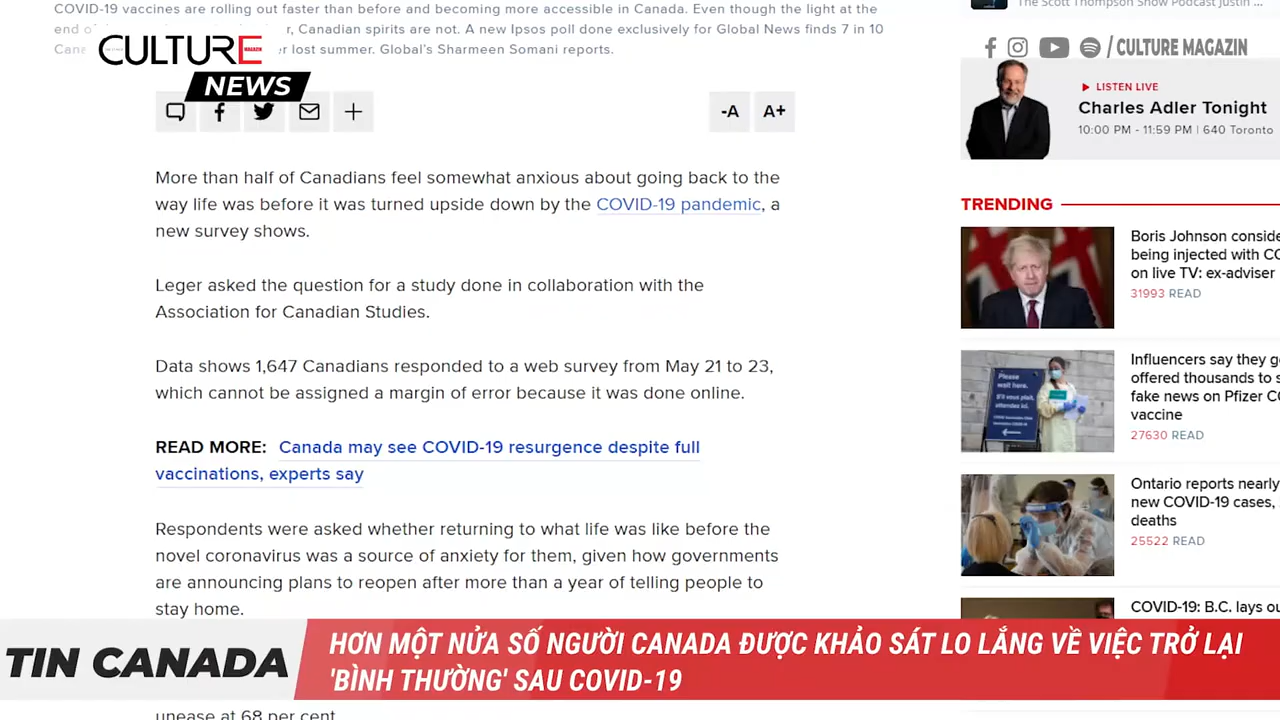 COVID-19 vaccines are rolling out faster than before and becoming more accessible in Canada. Even though the light at the
end o r, Canadian spirits are not. A new Ipsos poll done exclusively for Global News finds 7 in 10
Cana er lost summer. Global's Sharmeen Somani reports.
CULTURE
MAGAZIN
NEWS
The Scott Thompson Show Podcast Justin ...
/ CULTURE MAGAZIN
-A
A+
LISTEN LIVE
Charles Adler Tonight
10:00 PM - 11:59 PM | 640 Toronto
More than half of Canadians feel somewhat anxious about going back to the
way life was before it was turned upside down by the COVID-19 pandemic, a
new survey shows.
Leger asked the question for a study done in collaboration with the
Association for Canadian Studies.
Data shows 1,647 Canadians responded to a web survey from May 21 to 23,
which cannot be assigned a margin of error because it was done online.
READ MORE: Canada may see COVID-19 resurgence despite full
vaccinations, experts say
Respondents were asked whether returning to what life was like before the
novel coronavirus was a source of anxiety for them, given how governments
are announcing plans to reopen after more than a year of telling people to
stay home.
unease at 68 per cent
TRENDING
Boris Johnson conside
being injected with CO
on live TV: ex-adviser
31993 READ
Please
wait here.
Influencers say they g
offered thousands to s
fake news on Pfizer CO
vaccine
27630 READ
Ontario reports nearly
new COVID-19 cases,
deaths
25522 READ
COVID-19: B.C. lays ou
TIN CANADA
HƠN MỘT NỬA SỐ NGƯỜI CANADA ĐƯỢC KHẢO SÁT LO LẮNG VỀ VIỆC TRỞ LẠI
'BÌNH THƯỜNG' SAU COVID-19